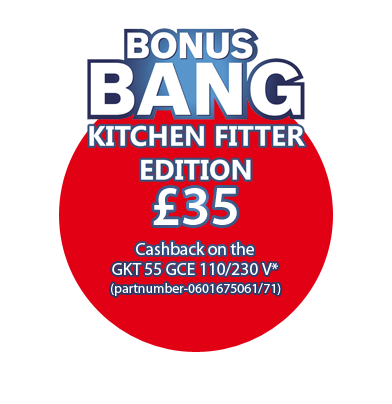 BONUS
BANG
KITCHEN FITTER
EDITION
£35
Cashback on the
GKT 55 GCE 110/230 V*
(partnumber-0601675061/71)